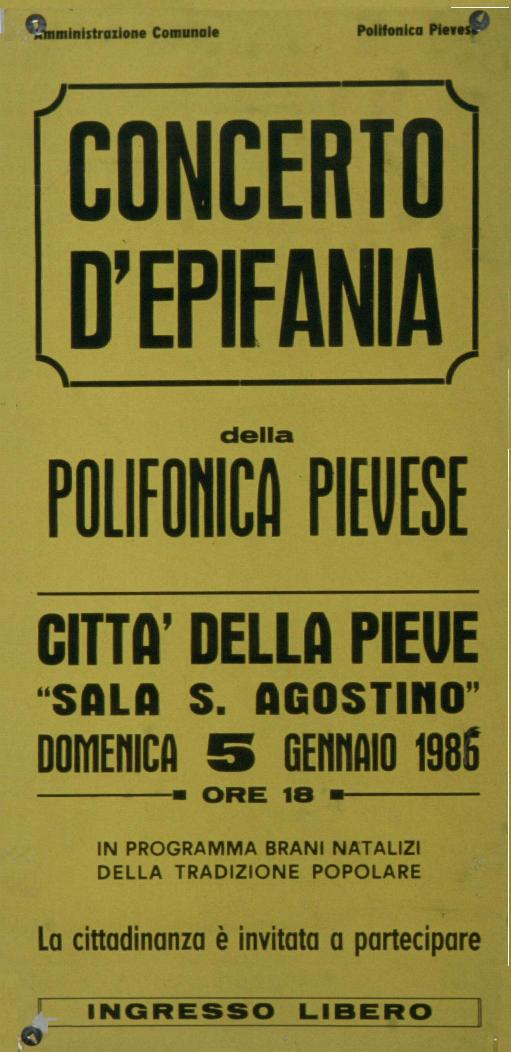 Amministrazione Comunale Polifonica Pievese
CONCERTO
D'EPIFANIA
della
POLIFONICA PIEVESE
CITTA' DELLA PIEVE
"SALA S. AGOSTINO"
DOMENICA 5 GENNAIO 1986
ORE 18
IN PROGRAMMA BRANI NATALIZI
DELLA TRADIZIONE POPOLARE
La cittadinanza è invitata a partecipare
INGRESSO LIBERO